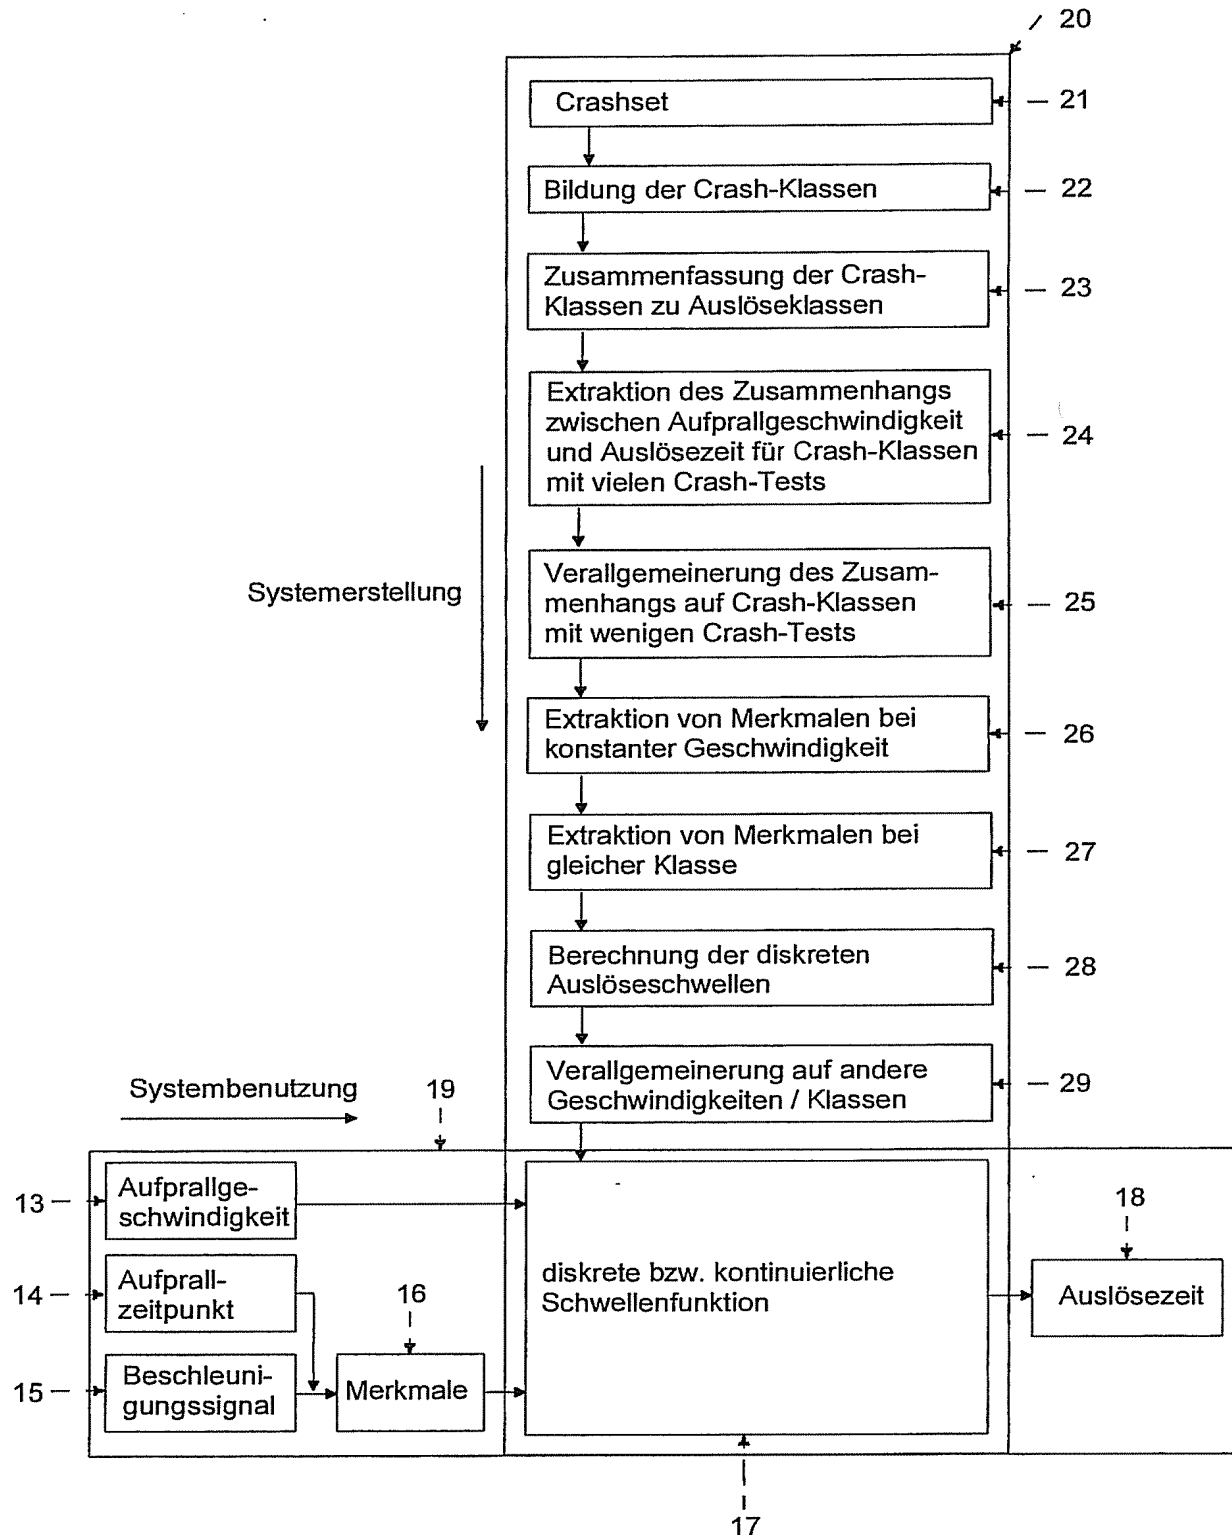 20
Crashset
21
Bildung der Crash-Klassen
22
Zusammenfassung der Crash-
Klassen zu Auslöseklassen
23
Extraktion des Zusammenhangs
zwischen Aufprallgeschwindigkeit
und Auslösezeit für Crash-Klassen
mit vielen Crash-Tests
24
Systemerstellung
Verallgemeinerung des Zusam-
menhangs auf Crash-Klassen
mit wenigen Crash-Tests
25
Extraktion von Merkmalen bei
konstanter Geschwindigkeit
26
Extraktion von Merkmalen bei
gleicher Klasse
27
Berechnung der diskreten
Auslöseschwellen
28
Verallgemeinerung auf andere
Geschwindigkeiten / Klassen
29
Systembenutzung
19
13
Aufprallge-
schwindigkeit
14
Aufprall-
zeitpunkt
15
Beschleuni-
gungssignal
16
Merkmale
diskrete bzw. kontinuierliche
Schwellenfunktion
17
18
Auslösezeit